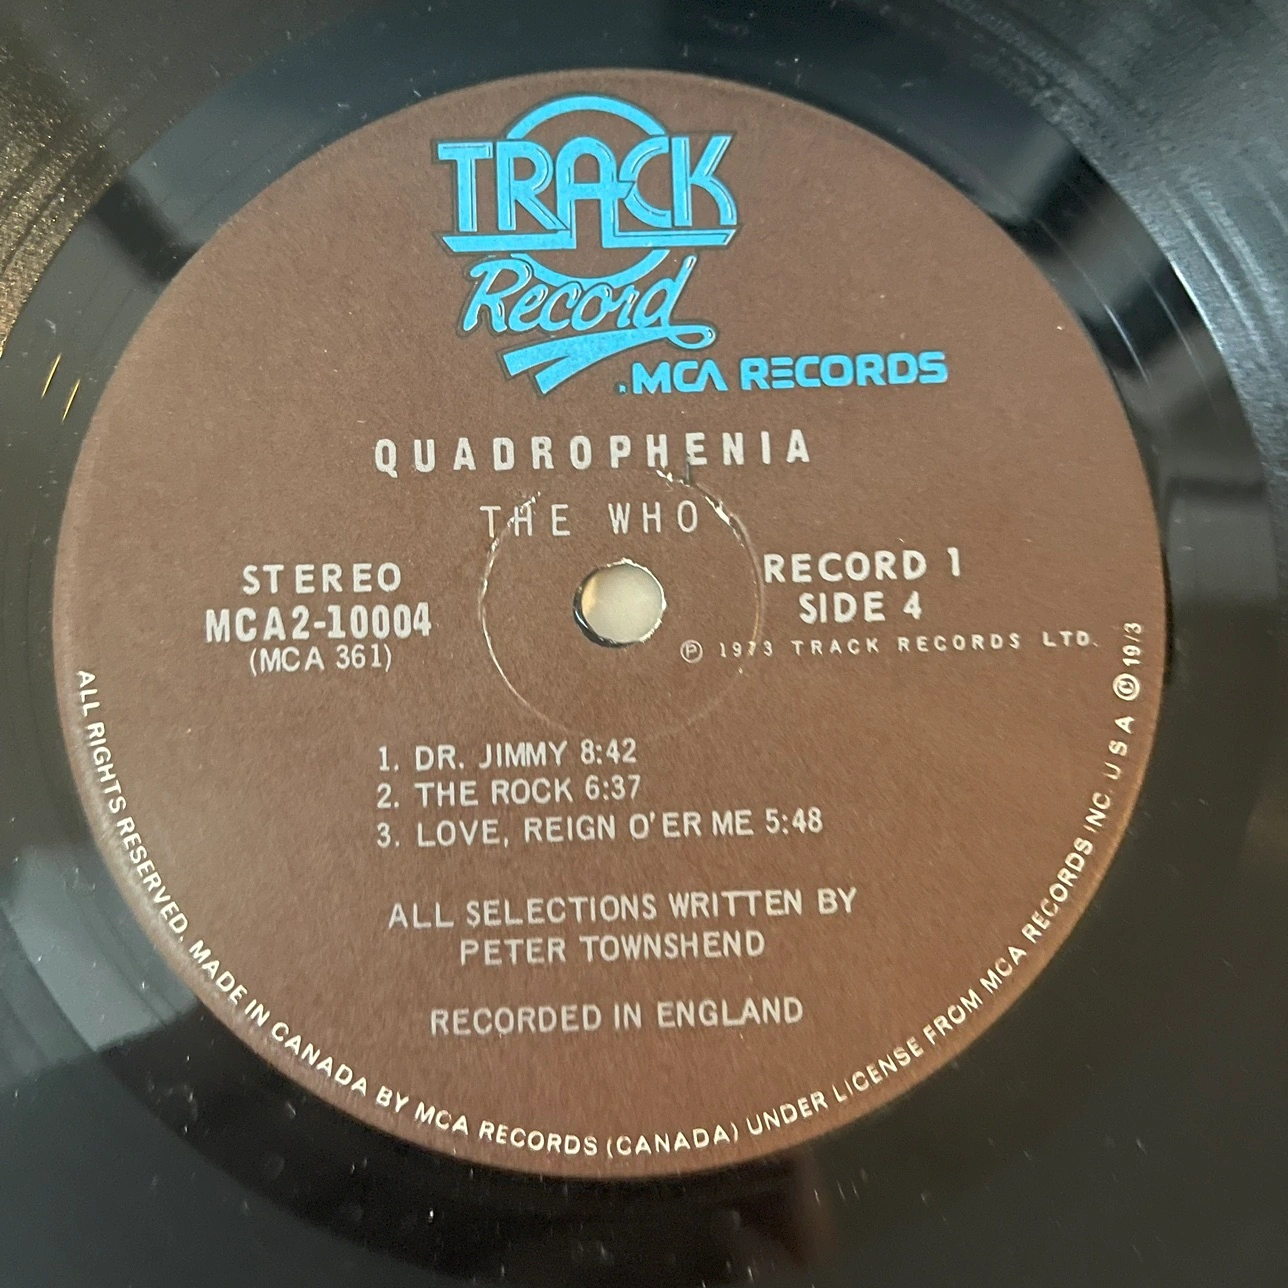 TRACK
Record
.MCA RECORDS
QUADROPHENIA
THE WHO
STEREO
MCA2-10004
(MCA 361)
RECORD 1
SIDE 4
Ⓟ 1973 TRACK RECORDS LTD.
1. DR. JIMMY 8:42
2. THE ROCK 6:37
3. LOVE, REIGN O'ER ME 5:48
ALL SELECTIONS WRITTEN BY
PETER TOWNSHEND
RECORDED IN ENGLAND
ALL RIGHTS RESERVED. MADE IN CANADA BY MCA RECORDS (CANADA) UNDER LICENSE FROM MCA RECORDS INC. U S A © 1973